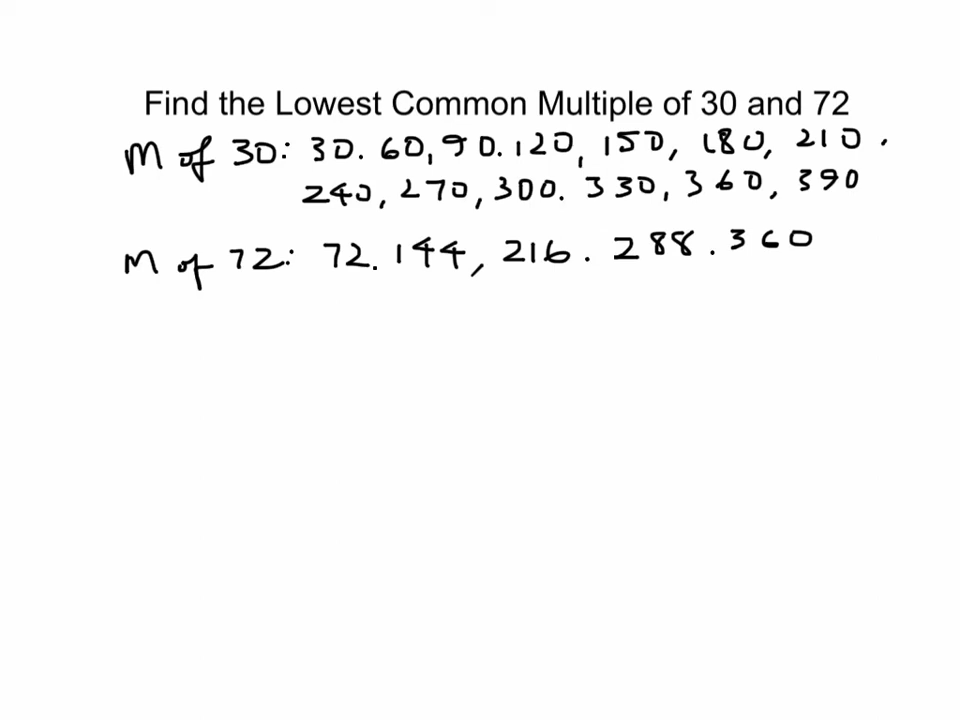 Find the Lowest Common Multiple of 30 and 72
M of 30: 30. 60, 90. 120, 150, 180, 210.
240, 270, 300. 330, 360, 390
M of 72: 72. 144, 216. 288. 360